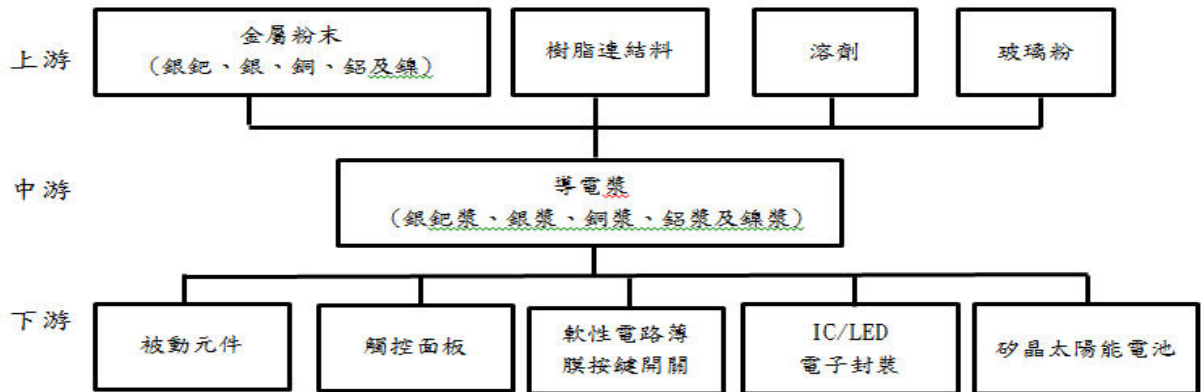 上游
金屬粉末
(銀鈀、銀、銅、鋁及鎳)
樹脂連結料
溶劑
玻璃粉
中游
導電漿
(銀鈀漿、銀漿、銅漿、鋁漿及鎳漿)
下游
被動元件
觸控面板
軟性電路薄
膜按鍵開關
IC/LED
電子封裝
矽晶太陽能電池